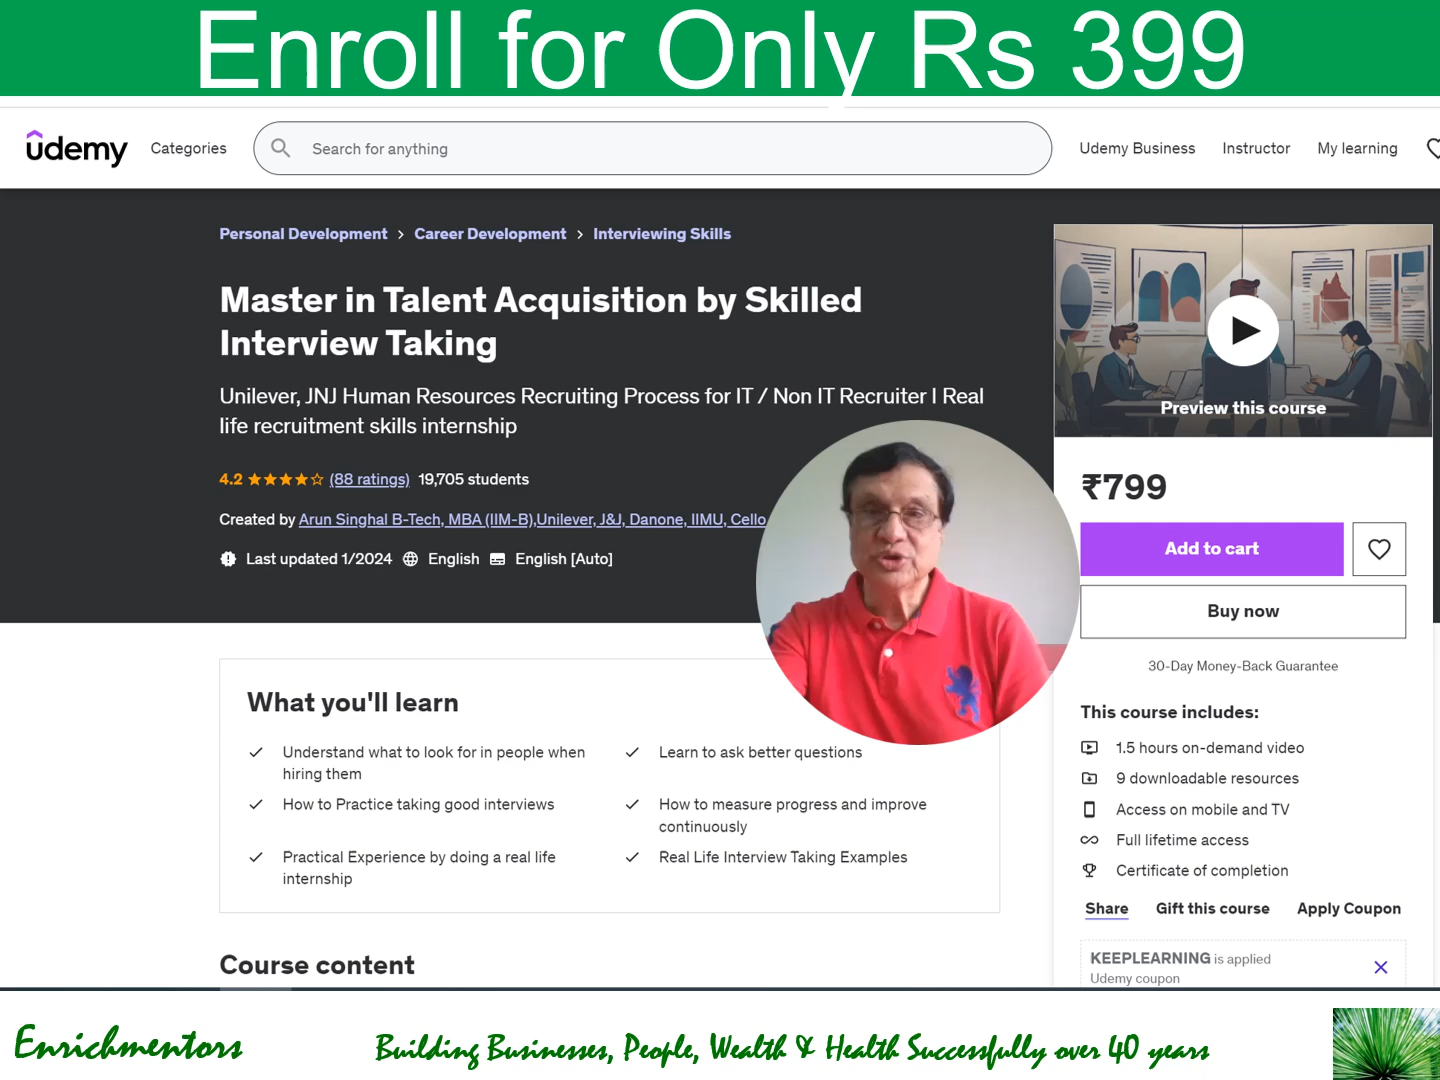 Enroll for Only Rs 399
udemy
Categories
Search for anything
Udemy Business
Instructor
My learning
Personal Development > Career Development > Interviewing Skills
Master in Talent Acquisition by Skilled
Interview Taking
Unilever, JNJ Human Resources Recruiting Process for IT / Non IT Recruiter I Real
life recruitment skills internship
4.2 (88 ratings) 19,705 students
Created by Arun Singhal B-Tech, MBA (IIM-B),Unilever, J&J, Danone, IIMU, Cello
Last updated 1/2024 English English [Auto]
Preview this course
₹799
Add to cart
Buy now
30-Day Money-Back Guarantee
This course includes:
1.5 hours on-demand video
9 downloadable resources
Access on mobile and TV
Full lifetime access
Certificate of completion
Share Gift this course Apply Coupon
KEEPLEARNING is applied
Udemy coupon
What you'll learn
Understand what to look for in people when
hiring them
Learn to ask better questions
How to Practice taking good interviews
How to measure progress and improve
continuously
Practical Experience by doing a real life
internship
Real Life Interview Taking Examples
Course content
Enrichmentors
Building Businesses, People, Wealth & Health Successfully over 40 years